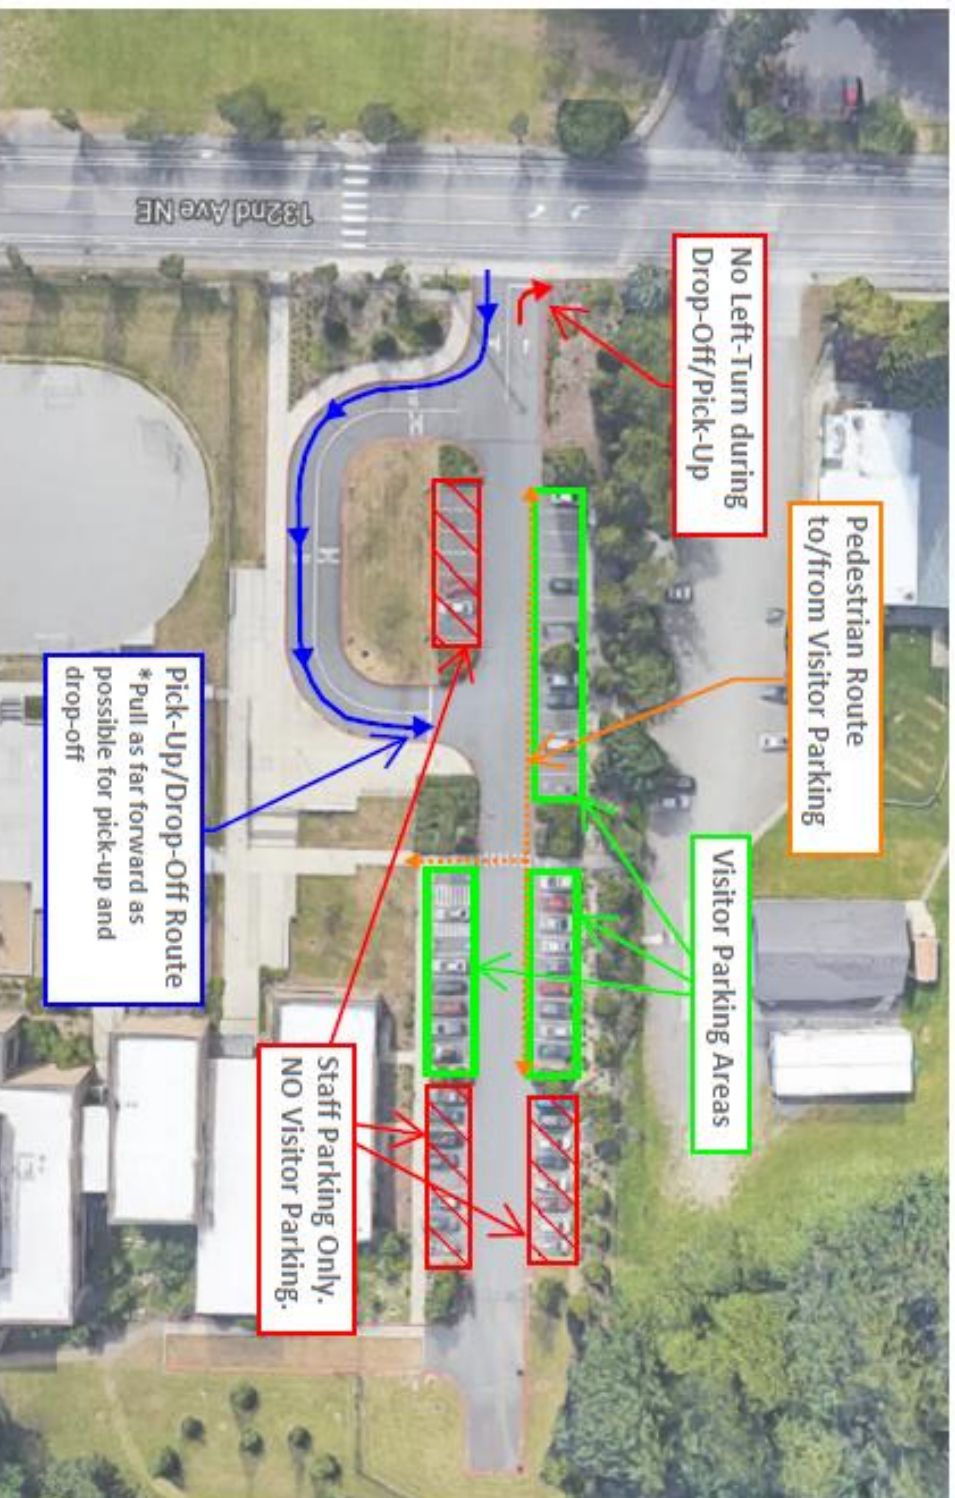 No Left-Turn during
Drop-Off/Pick-Up
Pedestrian Route
to/from Visitor Parking
Visitor Parking Areas
Pick-Up/Drop-Off Route
*Pull as far forward as
possible for pick-up and
drop-off
Staff Parking Only.
NO Visitor Parking.
132nd Ave NE